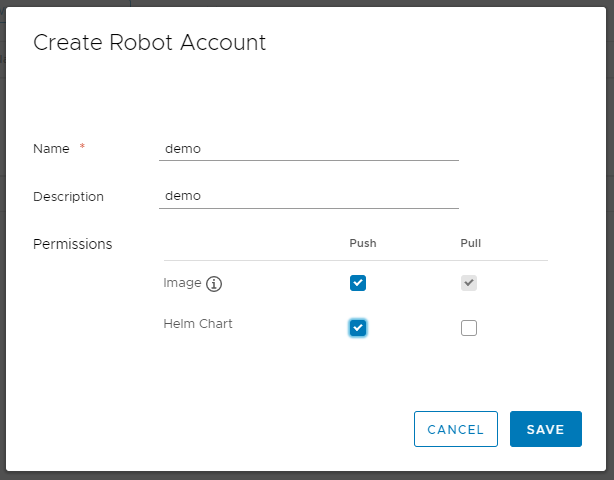 Create Robot Account
Name *
demo
Description
demo
Permissions
Push Pull
Image
Helm Chart
CANCEL SAVE